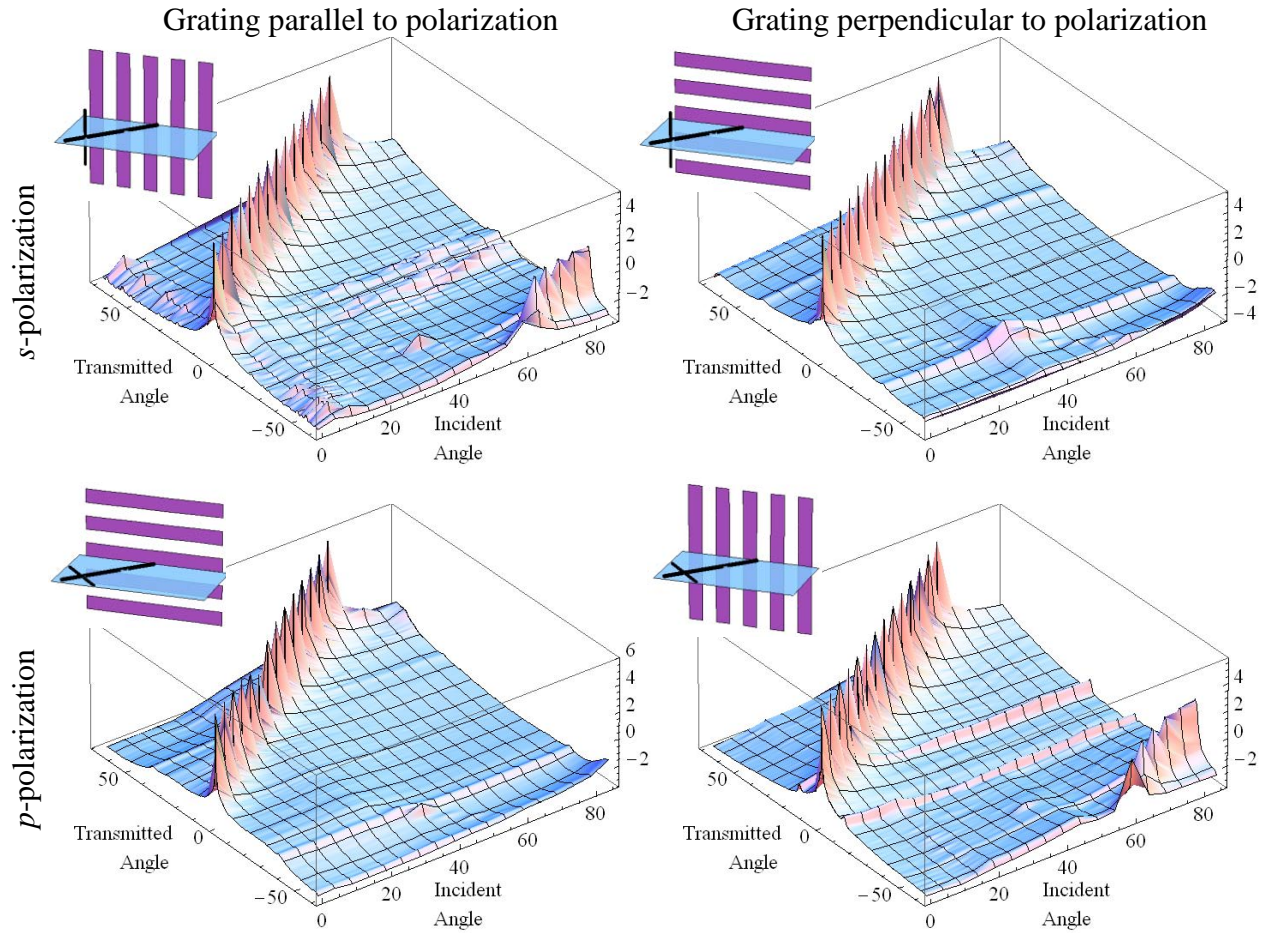 Grating parallel to polarization
Grating perpendicular to polarization
s-polarization
50
Transmitted
Angle
0
−50
0
20
40
60
80
Incident
Angle
4
2
0
−2
50
Transmitted
Angle
0
−50
0
20
40
60
80
Incident
Angle
4
2
0
−2
−4
p-polarization
50
Transmitted
Angle
0
−50
0
20
40
60
80
Incident
Angle
6
4
2
0
−2
50
Transmitted
Angle
0
−50
0
20
40
60
80
Incident
Angle
4
2
0
−2